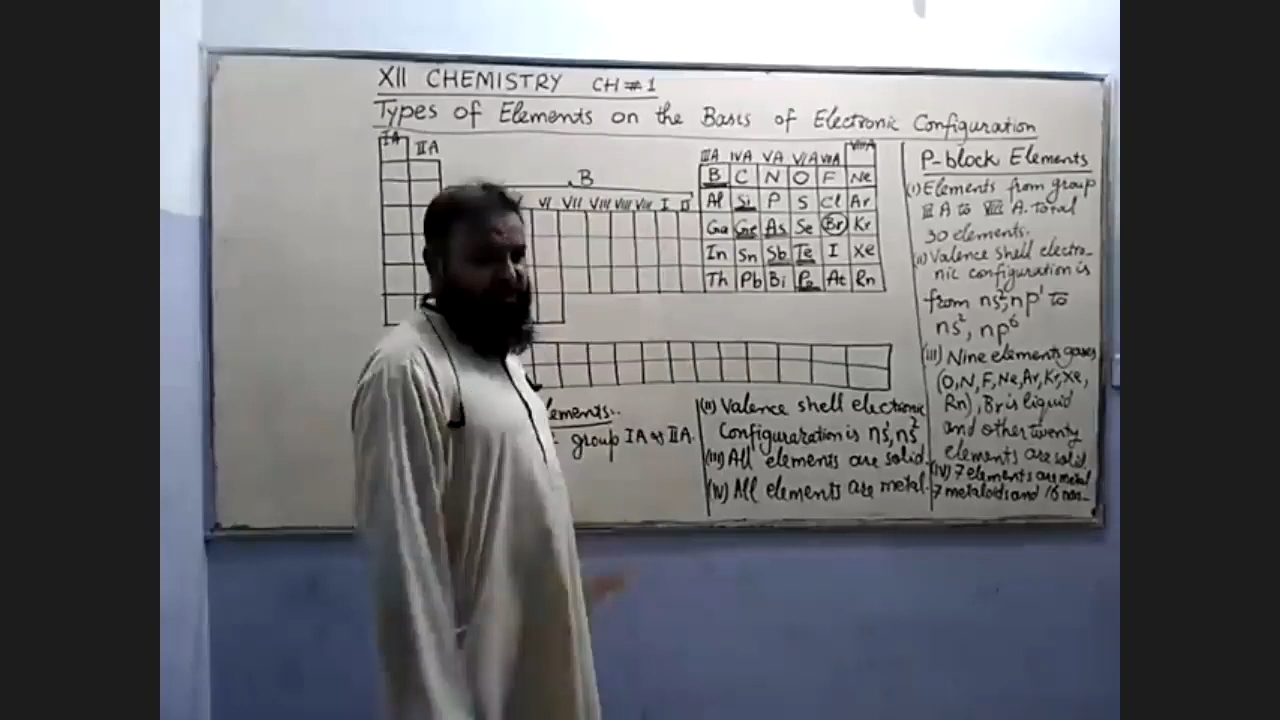 XII CHEMISTRY CH # 1
Types of Elements on the Basis of Electronic Configuration
IA
IIA
B
VI VII VIII VIII VIII I II
IIIA IVA VA VIA VIIA VIIIA
B C N O F Ne
Al Si P S Cl Ar
Ga Ge As Se Br Kr
In Sn Sb Te I Xe
Th Pb Bi Po At Rn
ements.
group IA & IIA.
(II) Valence shell electronic
Configuraration is ns¹, ns²
(III) All elements are solid.
(IV) All elements are metal.
P-block Elements
(i) Elements from group
III A to VIII A. Total
30 elements.
(ii) Valence shell electro-
nic configuration is
from ns², np¹ to
ns², np⁶
(iii) Nine elements gases
(O, N, F, Ne, Ar, Kr, Xe,
Rn), Br is liquid
and other twenty
elements are solid
(IV) 7 elements are metal
7 metaloids and 16 non-